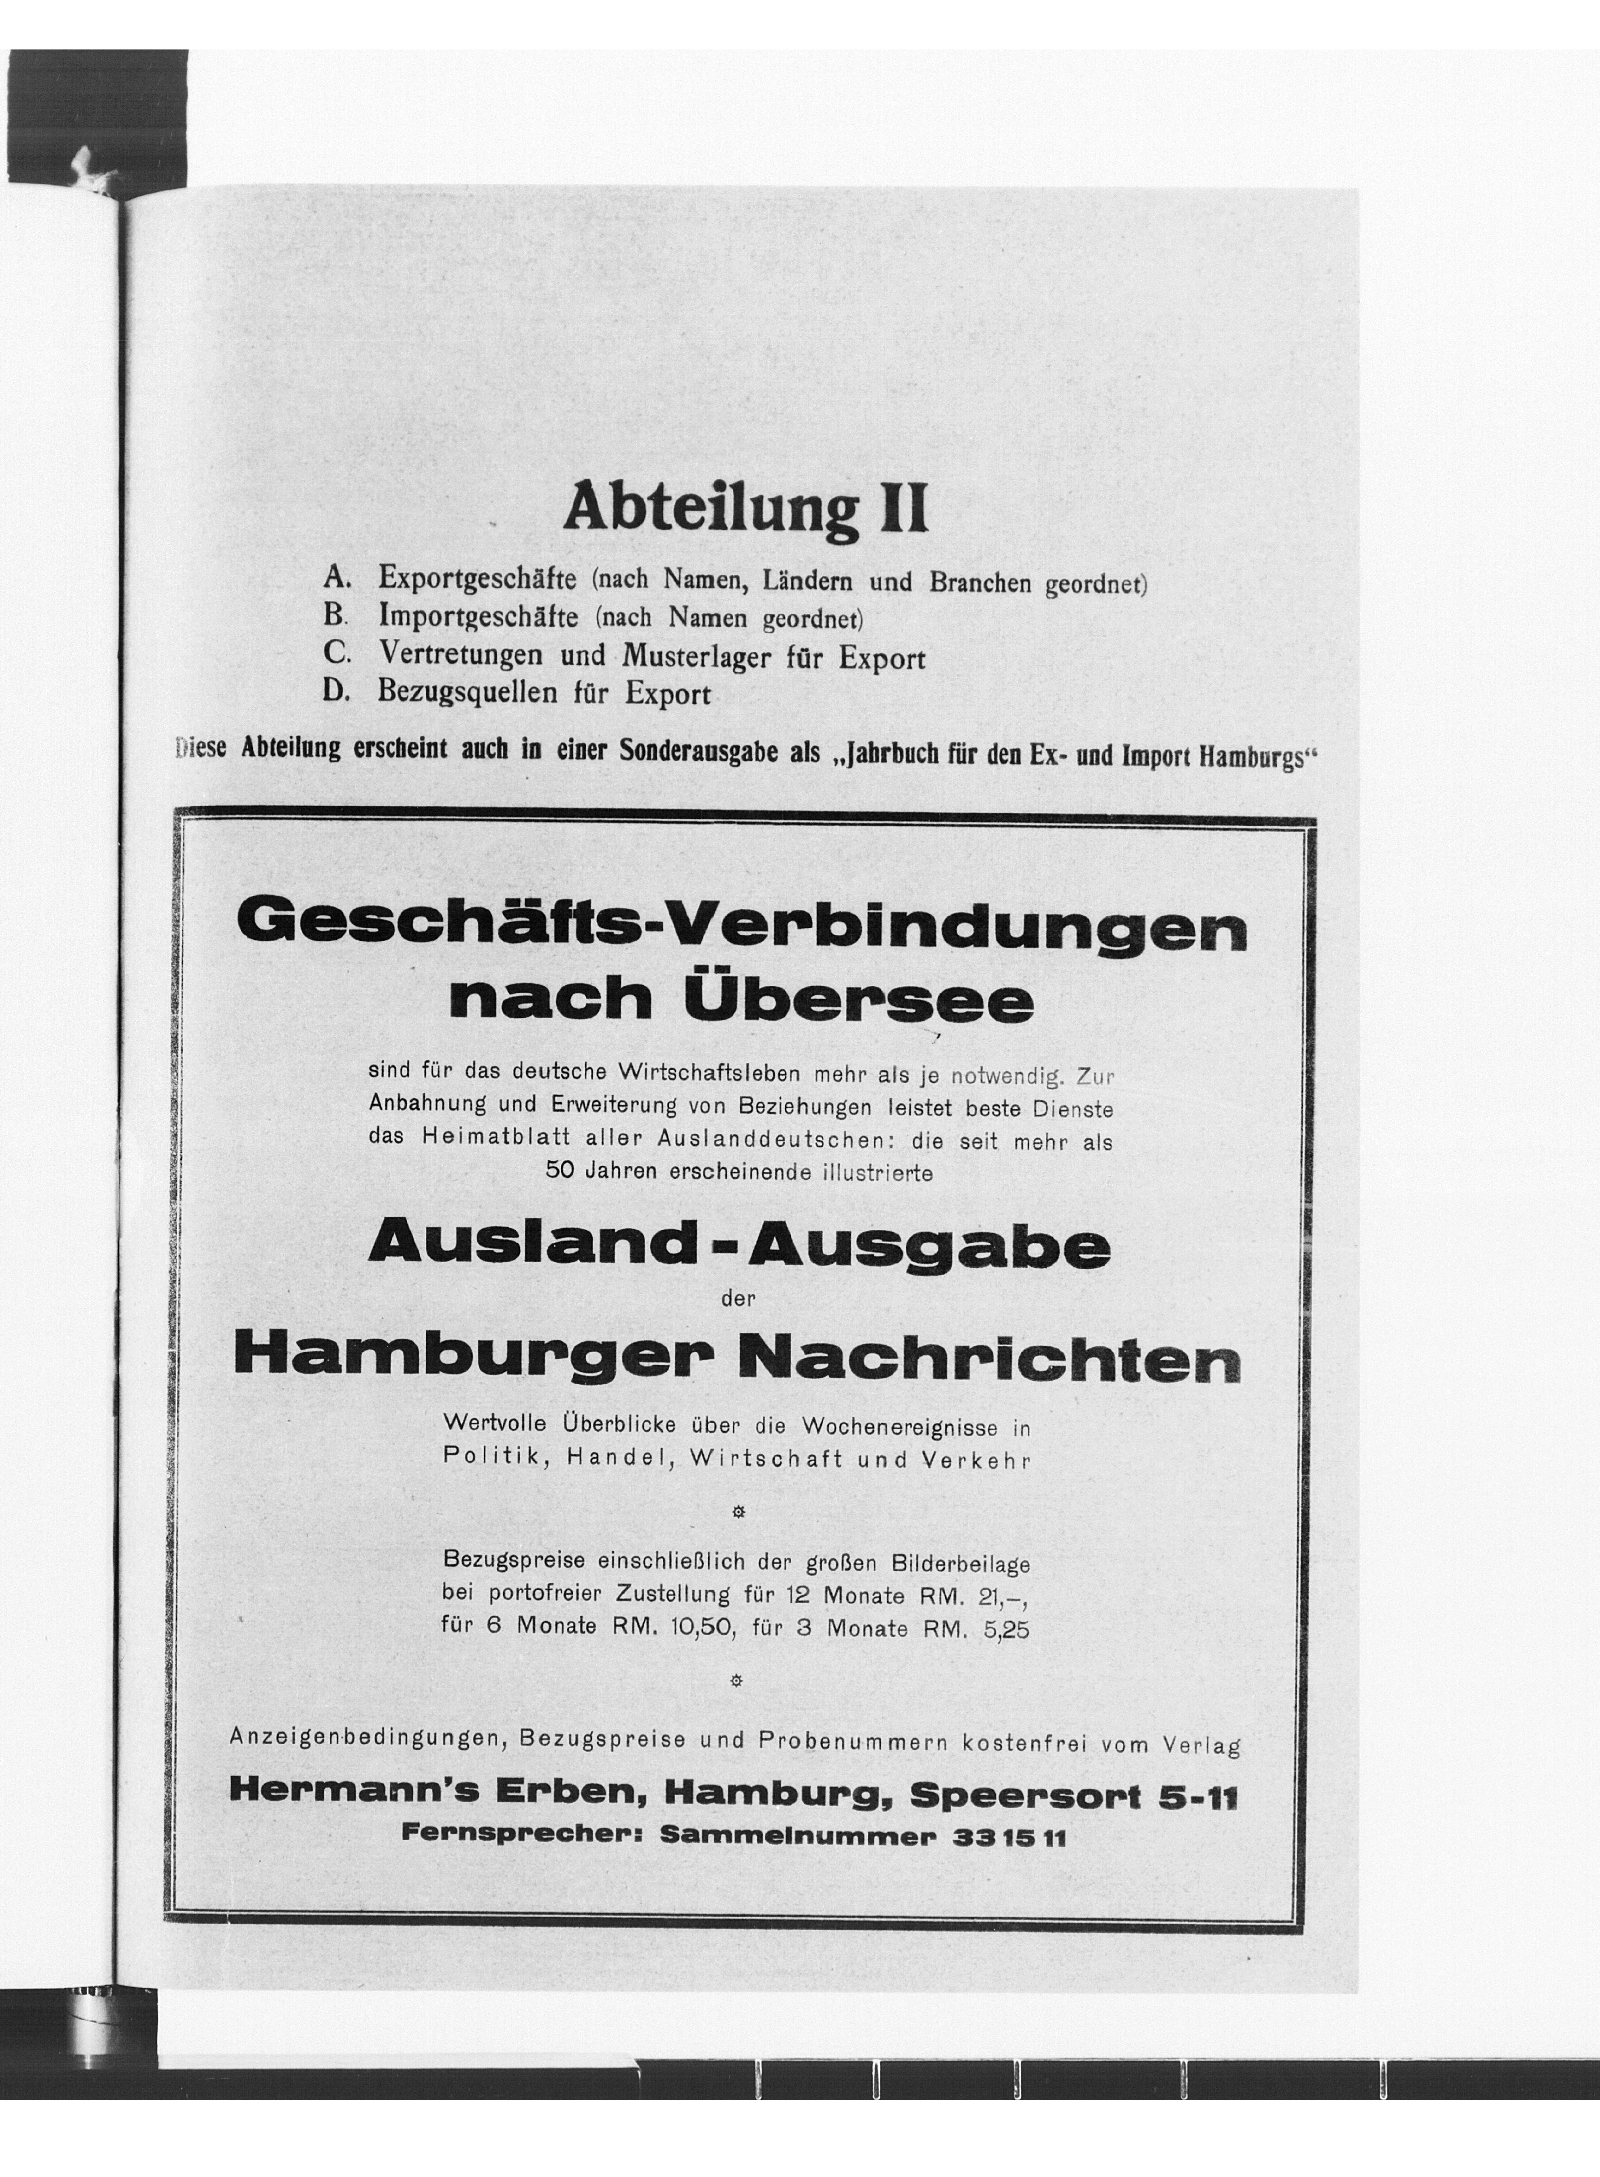 Abteilung II
A. Exportgeschäfte (nach Namen, Ländern und Branchen geordnet)
B. Importgeschäfte (nach Namen geordnet)
C. Vertretungen und Musterlager für Export
D. Bezugsquellen für Export
Diese Abteilung erscheint auch in einer Sonderausgabe als „Jahrbuch für den Ex- und Import Hamburgs“
Geschäfts-Verbindungen
nach Übersee
sind für das deutsche Wirtschaftsleben mehr als je notwendig. Zur
Anbahnung und Erweiterung von Beziehungen leistet beste Dienste
das Heimatblatt aller Auslanddeutschen: die seit mehr als
50 Jahren erscheinende illustrierte
Ausland-Ausgabe
der
Hamburger Nachrichten
Wertvolle Überblicke über die Wochenereignisse in
Politik, Handel, Wirtschaft und Verkehr
Bezugspreise einschließlich der großen Bilderbeilage
bei portofreier Zustellung für 12 Monate RM. 21,–,
für 6 Monate RM. 10,50, für 3 Monate RM. 5,25
Anzeigenbedingungen, Bezugspreise und Probenummern kostenfrei vom Verlag
Hermann's Erben, Hamburg, Speersort 5-11
Fernsprecher: Sammelnummer 33 15 11